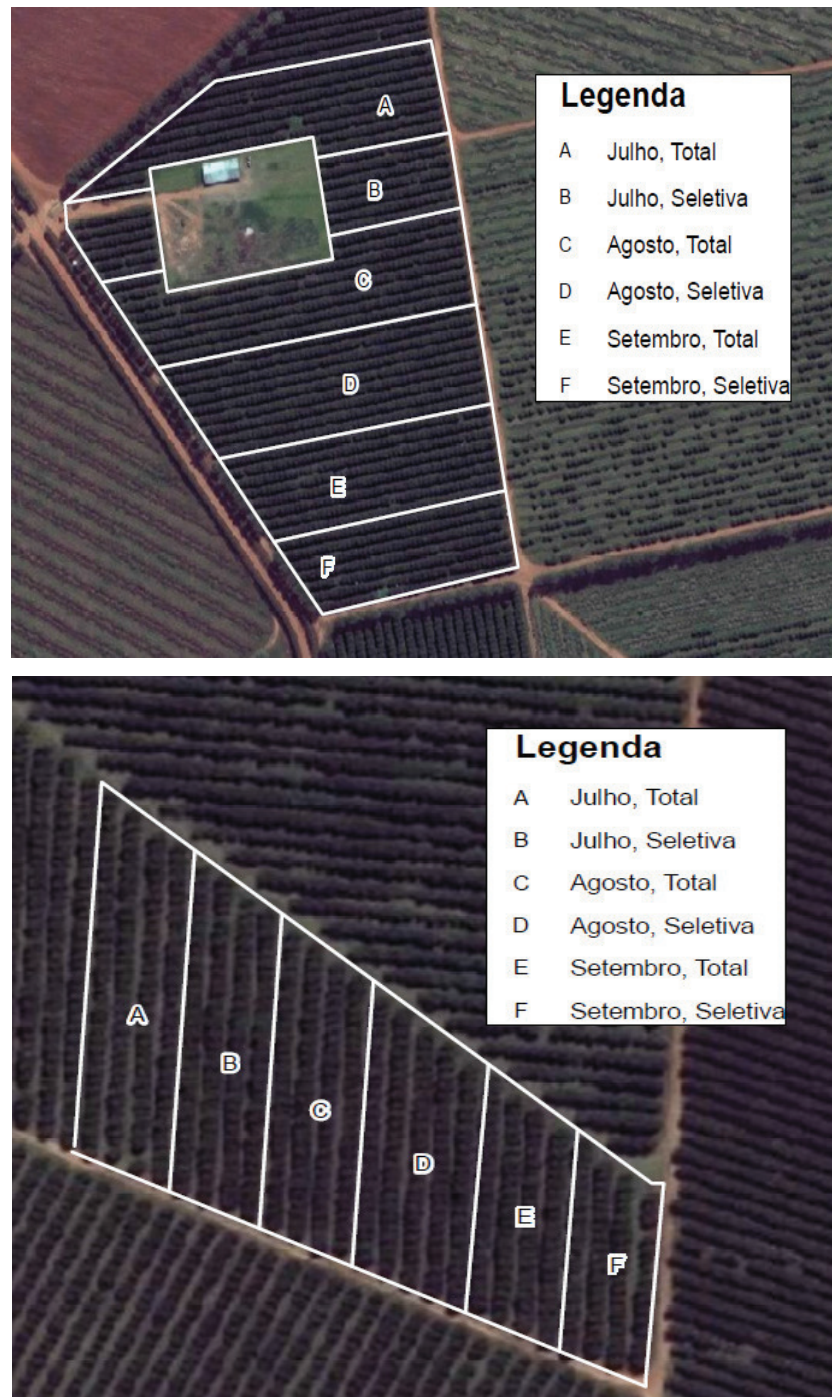 Legenda
A Julho, Total
B Julho, Seletiva
C Agosto, Total
D Agosto, Seletiva
E Setembro, Total
F Setembro, Seletiva
A
B
C
D
E
F
Legenda
A Julho, Total
B Julho, Seletiva
C Agosto, Total
D Agosto, Seletiva
E Setembro, Total
F Setembro, Seletiva
A
B
C
D
E
F